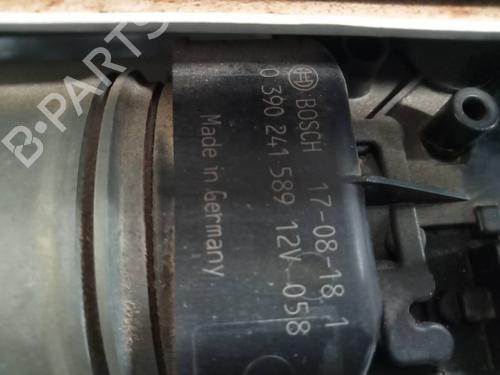 B-PARTS
BOSCH 17-08-18 1
0 390 241 589 12V 058
Made in Germany